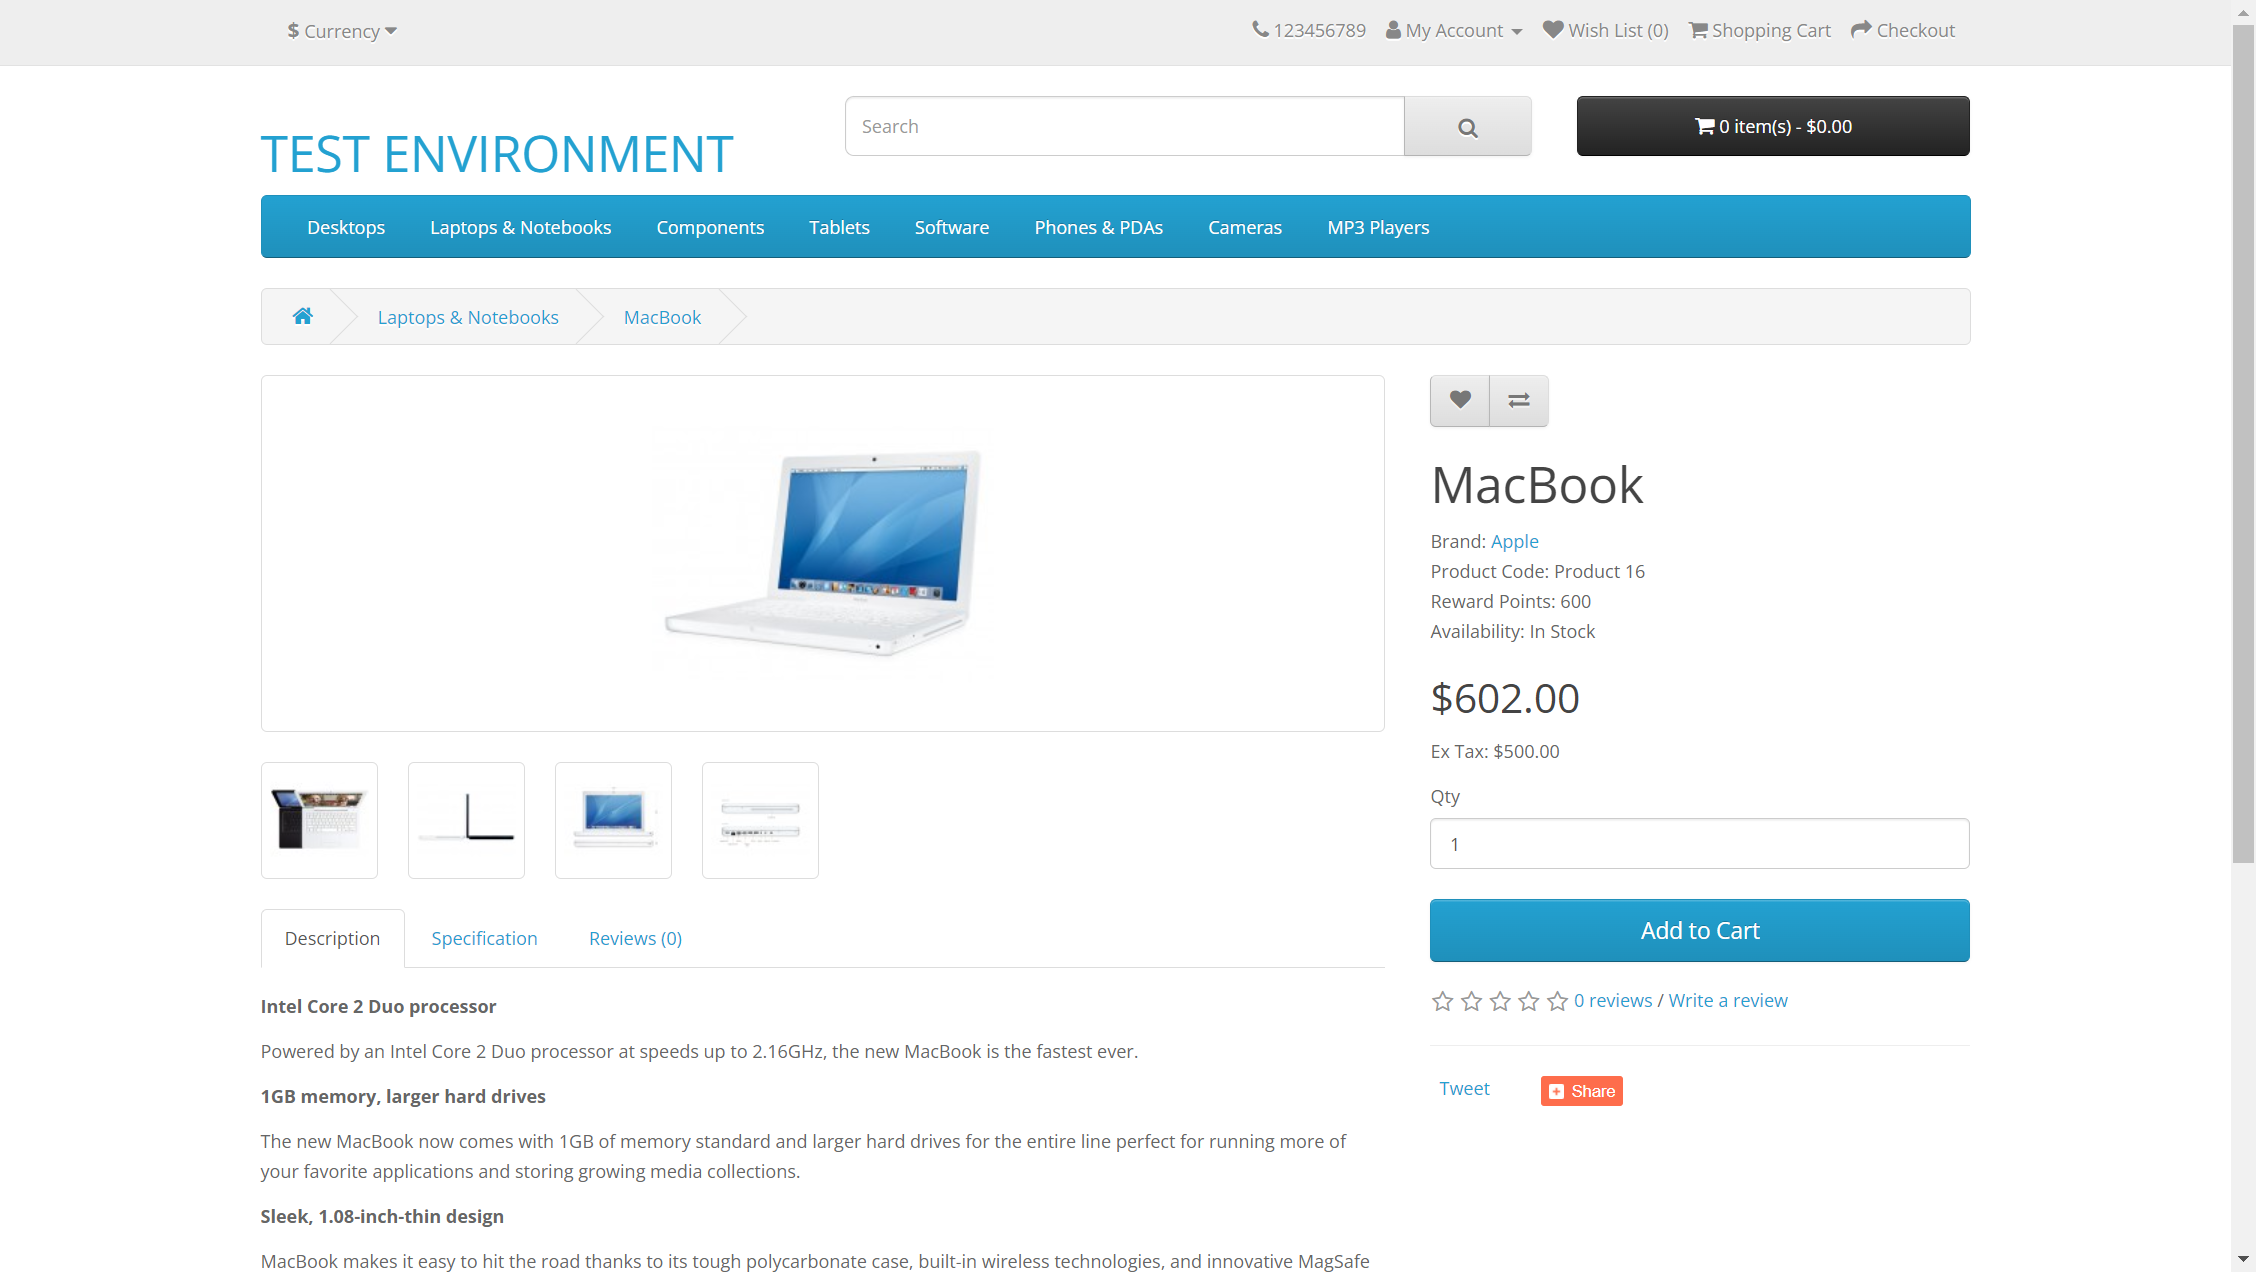 $ Currency
123456789 My Account Wish List (0) Shopping Cart Checkout
TEST ENVIRONMENT
Search
0 item(s) - $0.00
Desktops Laptops & Notebooks Components Tablets Software Phones & PDAs Cameras MP3 Players
Laptops & Notebooks MacBook
MacBook
Brand: Apple
Product Code: Product 16
Reward Points: 600
Availability: In Stock
$602.00
Ex Tax: $500.00
Qty
1
Add to Cart
0 reviews / Write a review
Tweet
Share
Description Specification Reviews (0)
Intel Core 2 Duo processor
Powered by an Intel Core 2 Duo processor at speeds up to 2.16GHz, the new MacBook is the fastest ever.
1GB memory, larger hard drives
The new MacBook now comes with 1GB of memory standard and larger hard drives for the entire line perfect for running more of
your favorite applications and storing growing media collections.
Sleek, 1.08-inch-thin design
MacBook makes it easy to hit the road thanks to its tough polycarbonate case, built-in wireless technologies, and innovative MagSafe